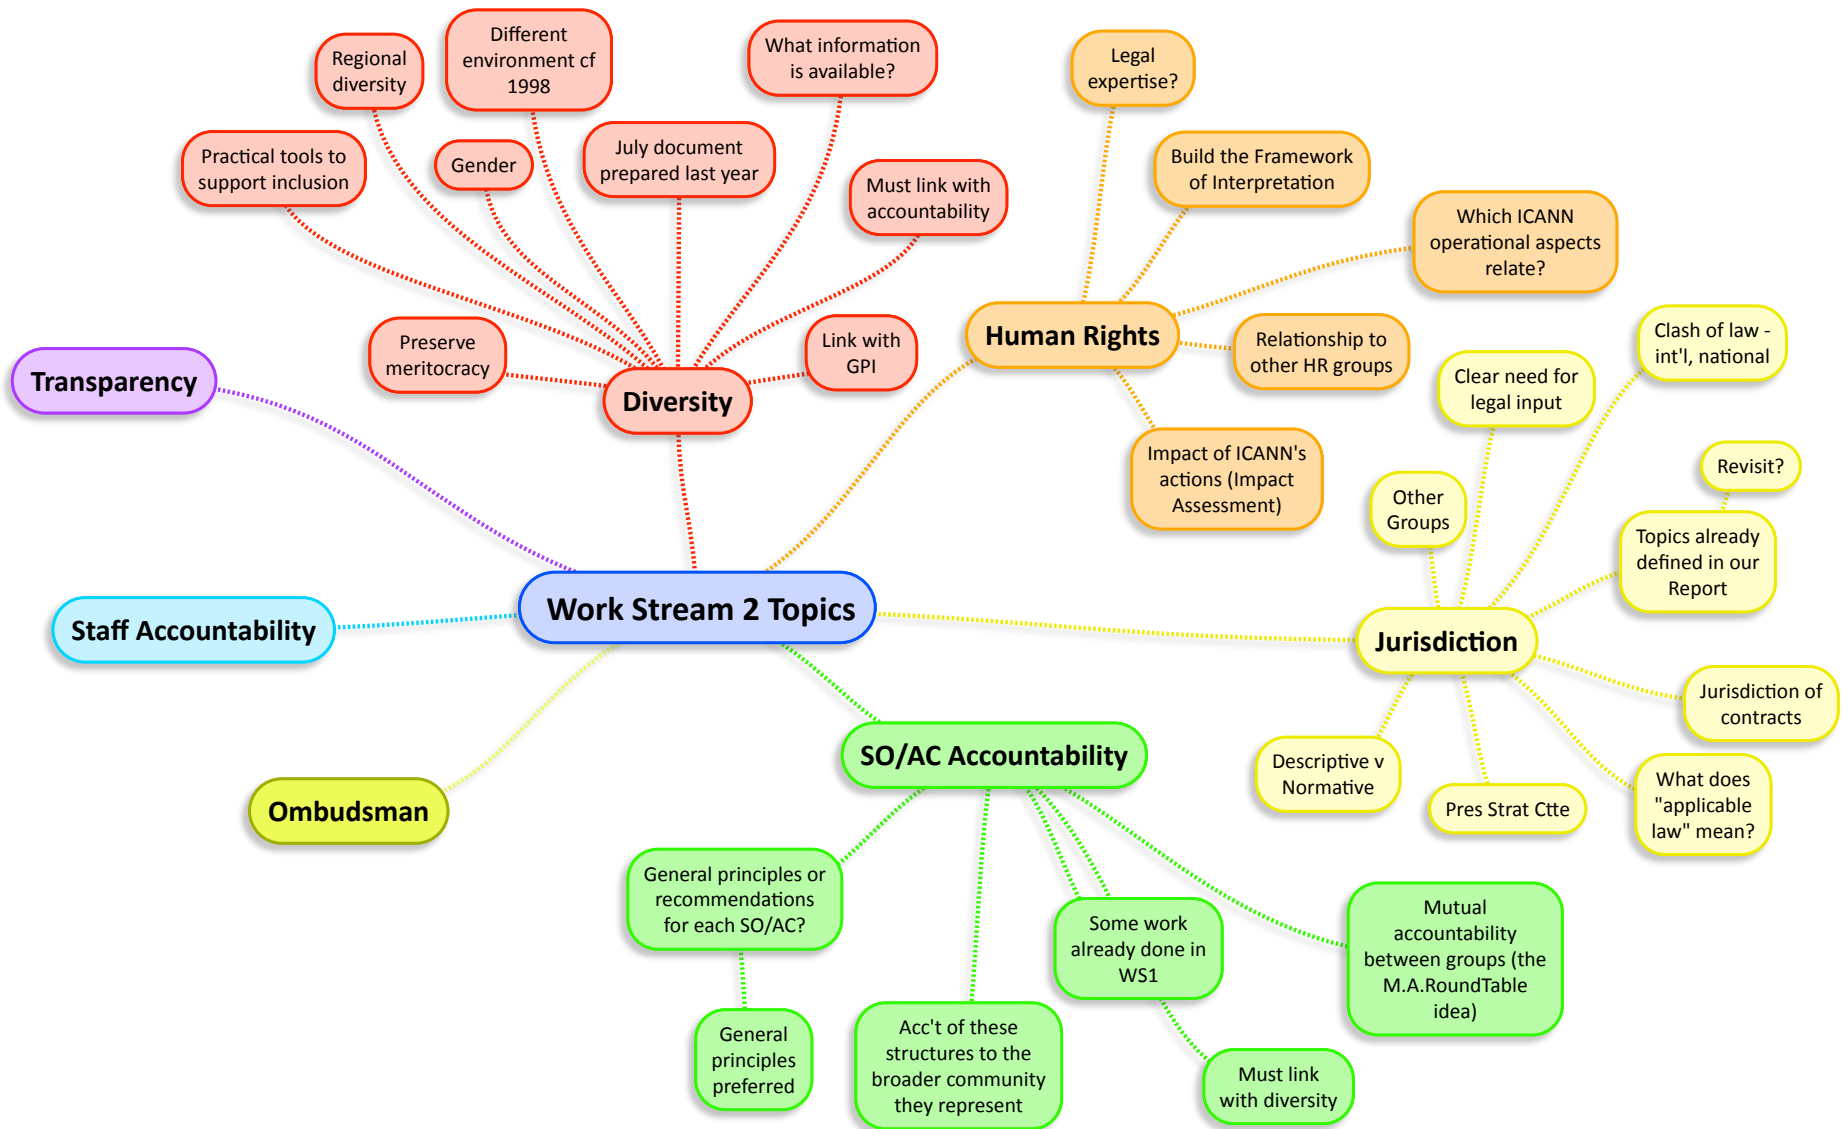 Different
environment cf
1998
What information
is available?
Regional
diversity
Legal
expertise?
Practical tools to
support inclusion
Gender
July document
prepared last year
Must link with
accountability
Build the Framework
of Interpretation
Which ICANN
operational aspects
relate?
Preserve
meritocracy
Link with
GPI
Diversity
Human Rights
Relationship to
other HR groups
Impact of ICANN's
actions (Impact
Assessment)
Clash of law -
int'l, national
Clear need for
legal input
Revisit?
Other
Groups
Topics already
defined in our
Report
Transparency
Work Stream 2 Topics
Staff Accountability
Jurisdiction
Jurisdiction of
contracts
Descriptive v
Normative
Pres Strat Ctte
What does
"applicable
law" mean?
Ombudsman
SO/AC Accountability
General principles or
recommendations
for each SO/AC?
General
principles
preferred
Acc't of these
structures to the
broader community
they represent
Some work
already done in
WS1
Must link
with diversity
Mutual
accountability
between groups (the
M.A.RoundTable
idea)